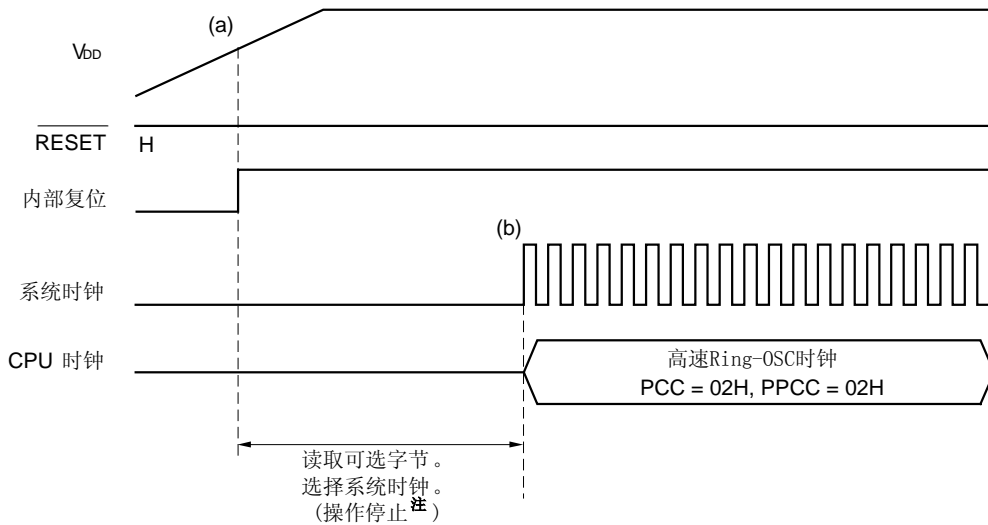 (a)
VDD
RESET H
内部复位
(b)
系统时钟
CPU 时钟
高速Ring-OSC时钟
PCC = 02H, PPCC = 02H
读取可选字节。
选择系统时钟。
(操作停止注)